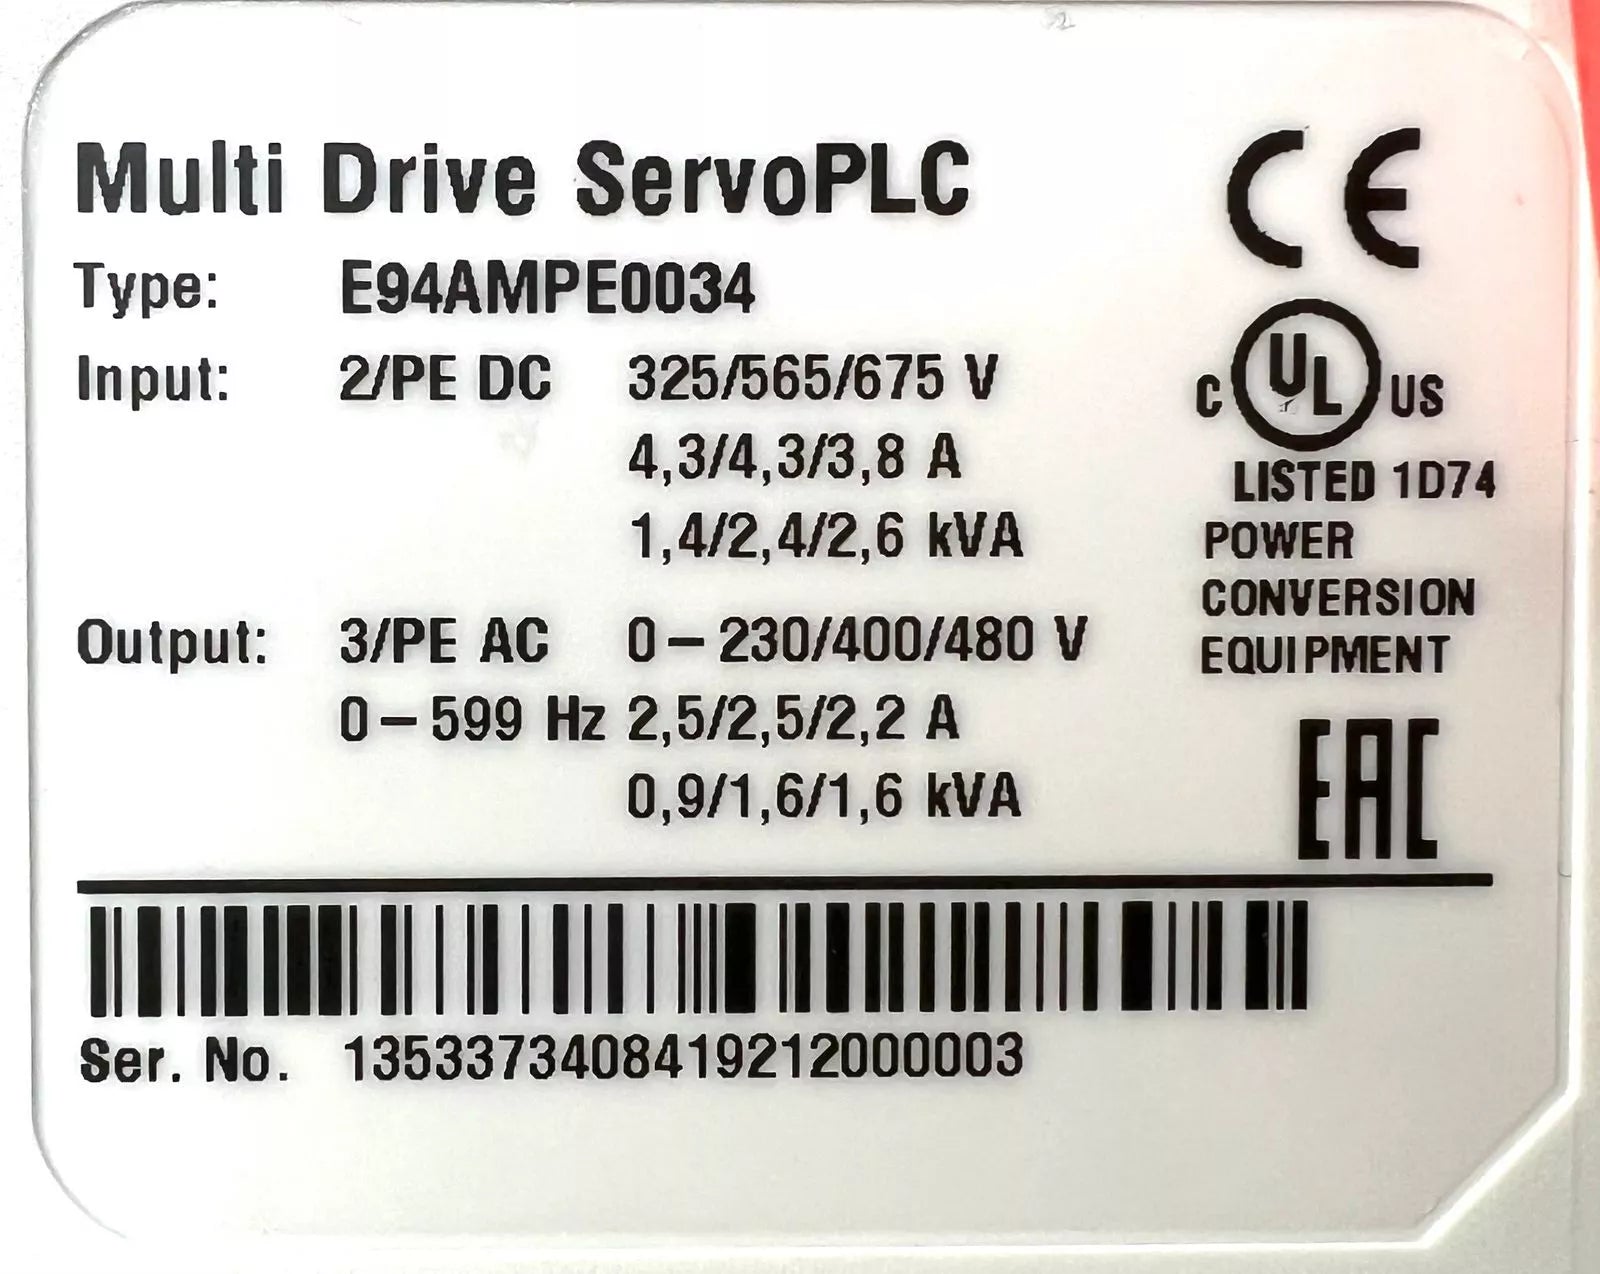 Multi Drive ServoPLC
Type: E94AMPE0034
Input: 2/PE DC 325/565/675 V
4,3/4,3/3,8 A
1,4/2,4/2,6 kVA
Output: 3/PE AC 0–230/400/480 V
0–599 Hz 2,5/2,5/2,2 A
0,9/1,6/1,6 kVA
CE
C UL US
LISTED 1D74
POWER
CONVERSION
EQUIPMENT
EAC
Ser. No. 1353373408419212000003